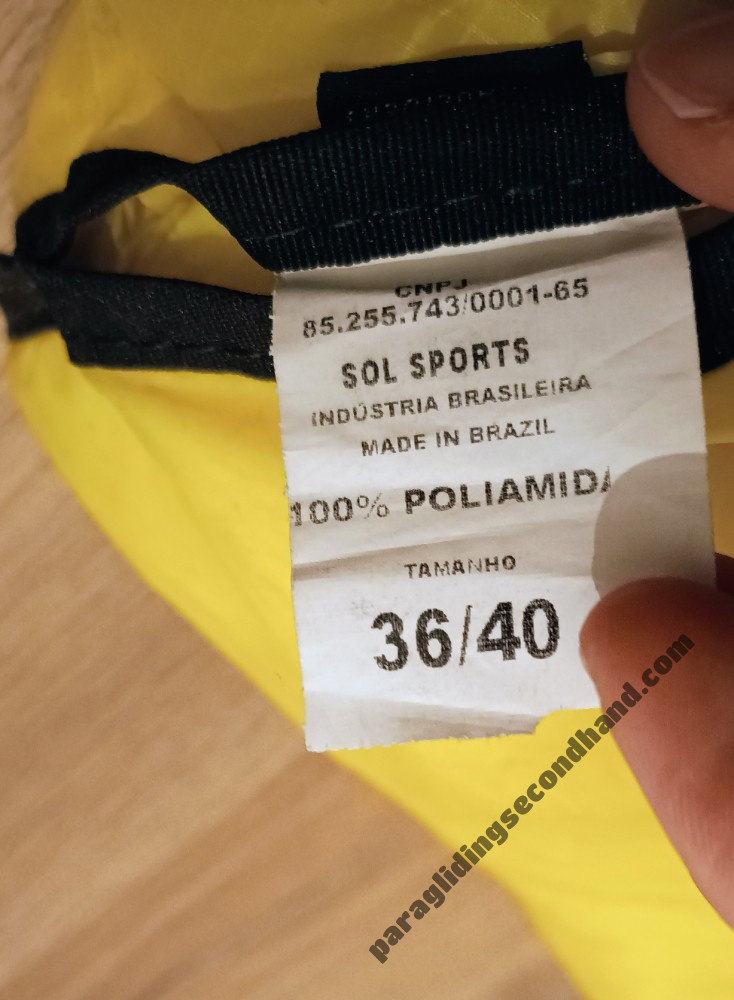 CNPJ
85.255.743/0001-65
SOL SPORTS
INDÚSTRIA BRASILEIRA
MADE IN BRAZIL
100% POLIAMIDA
TAMANHO
36/40
paraglidingsecondhand.com